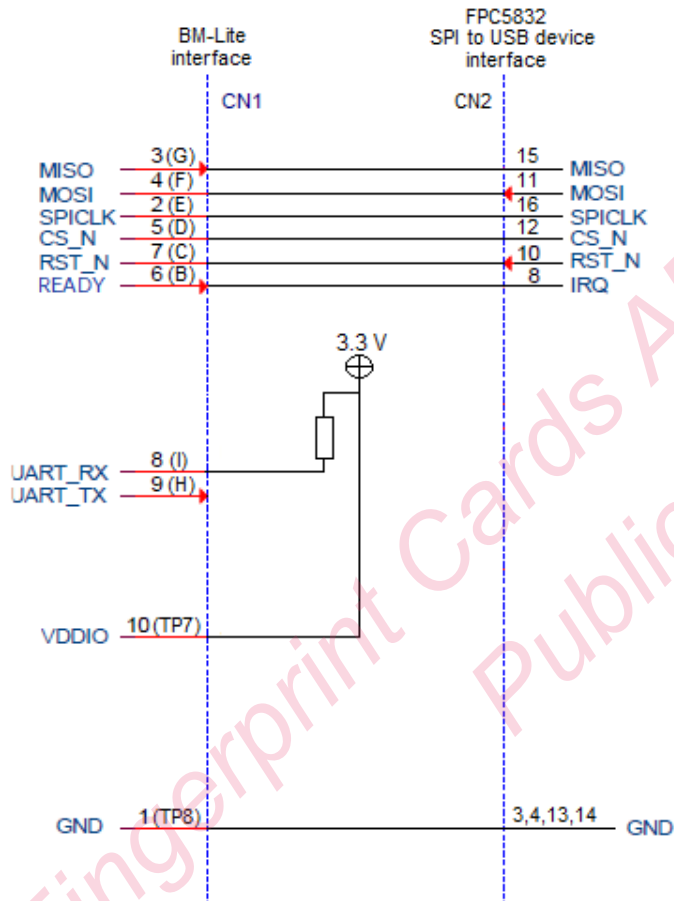 BM-Lite
interface
FPC5832
SPI to USB device
interface
CN1
CN2
MISO 3 (G) 15 MISO
MOSI 4 (F) 11 MOSI
SPICLK 2 (E) 16 SPICLK
CS_N 5 (D) 12 CS_N
RST_N 7 (C) 10 RST_N
READY 6 (B) 8 IRQ
3.3 V
UART_RX 8 (I)
UART_TX 9 (H)
VDDIO 10 (TP7)
GND 1 (TP8) 3,4,13,14 GND
Fingerprint Cards A
Public